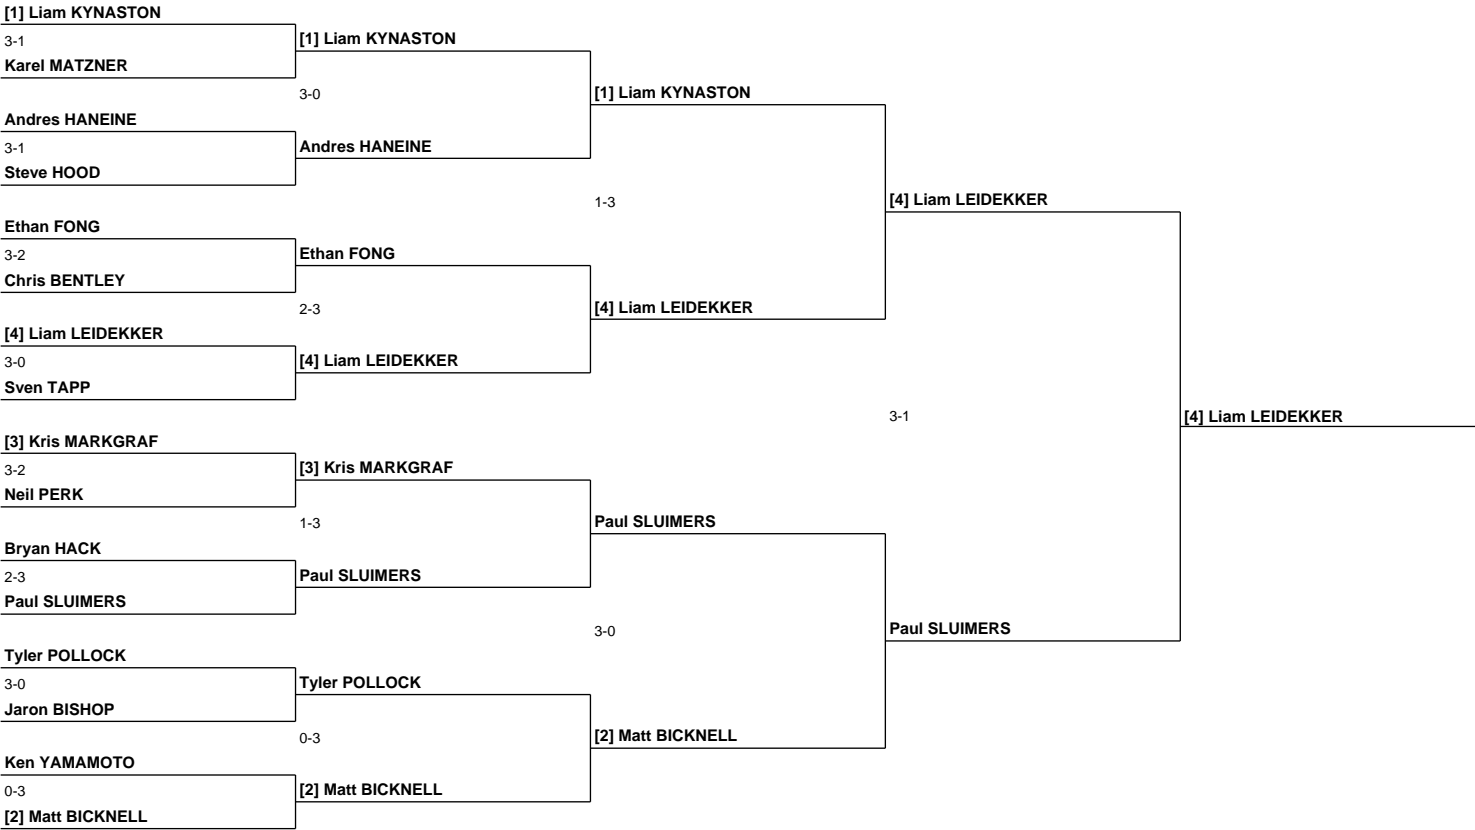 [1] Liam KYNASTON
3-1
Karel MATZNER
Andres HANEINE
3-1
Steve HOOD
Ethan FONG
3-2
Chris BENTLEY
[4] Liam LEIDEKKER
3-0
Sven TAPP
[3] Kris MARKGRAF
3-2
Neil PERK
Bryan HACK
2-3
Paul SLUIMERS
Tyler POLLOCK
3-0
Jaron BISHOP
Ken YAMAMOTO
0-3
[2] Matt BICKNELL
[1] Liam KYNASTON
3-0
Andres HANEINE
Ethan FONG
2-3
[4] Liam LEIDEKKER
[3] Kris MARKGRAF
1-3
Paul SLUIMERS
Tyler POLLOCK
0-3
[2] Matt BICKNELL
[1] Liam KYNASTON
1-3
[4] Liam LEIDEKKER
Paul SLUIMERS
3-0
[2] Matt BICKNELL
[4] Liam LEIDEKKER
3-1
Paul SLUIMERS
[4] Liam LEIDEKKER